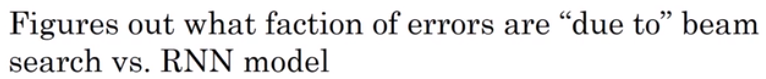 Figures out what faction of errors are “due to” beam
search vs. RNN model